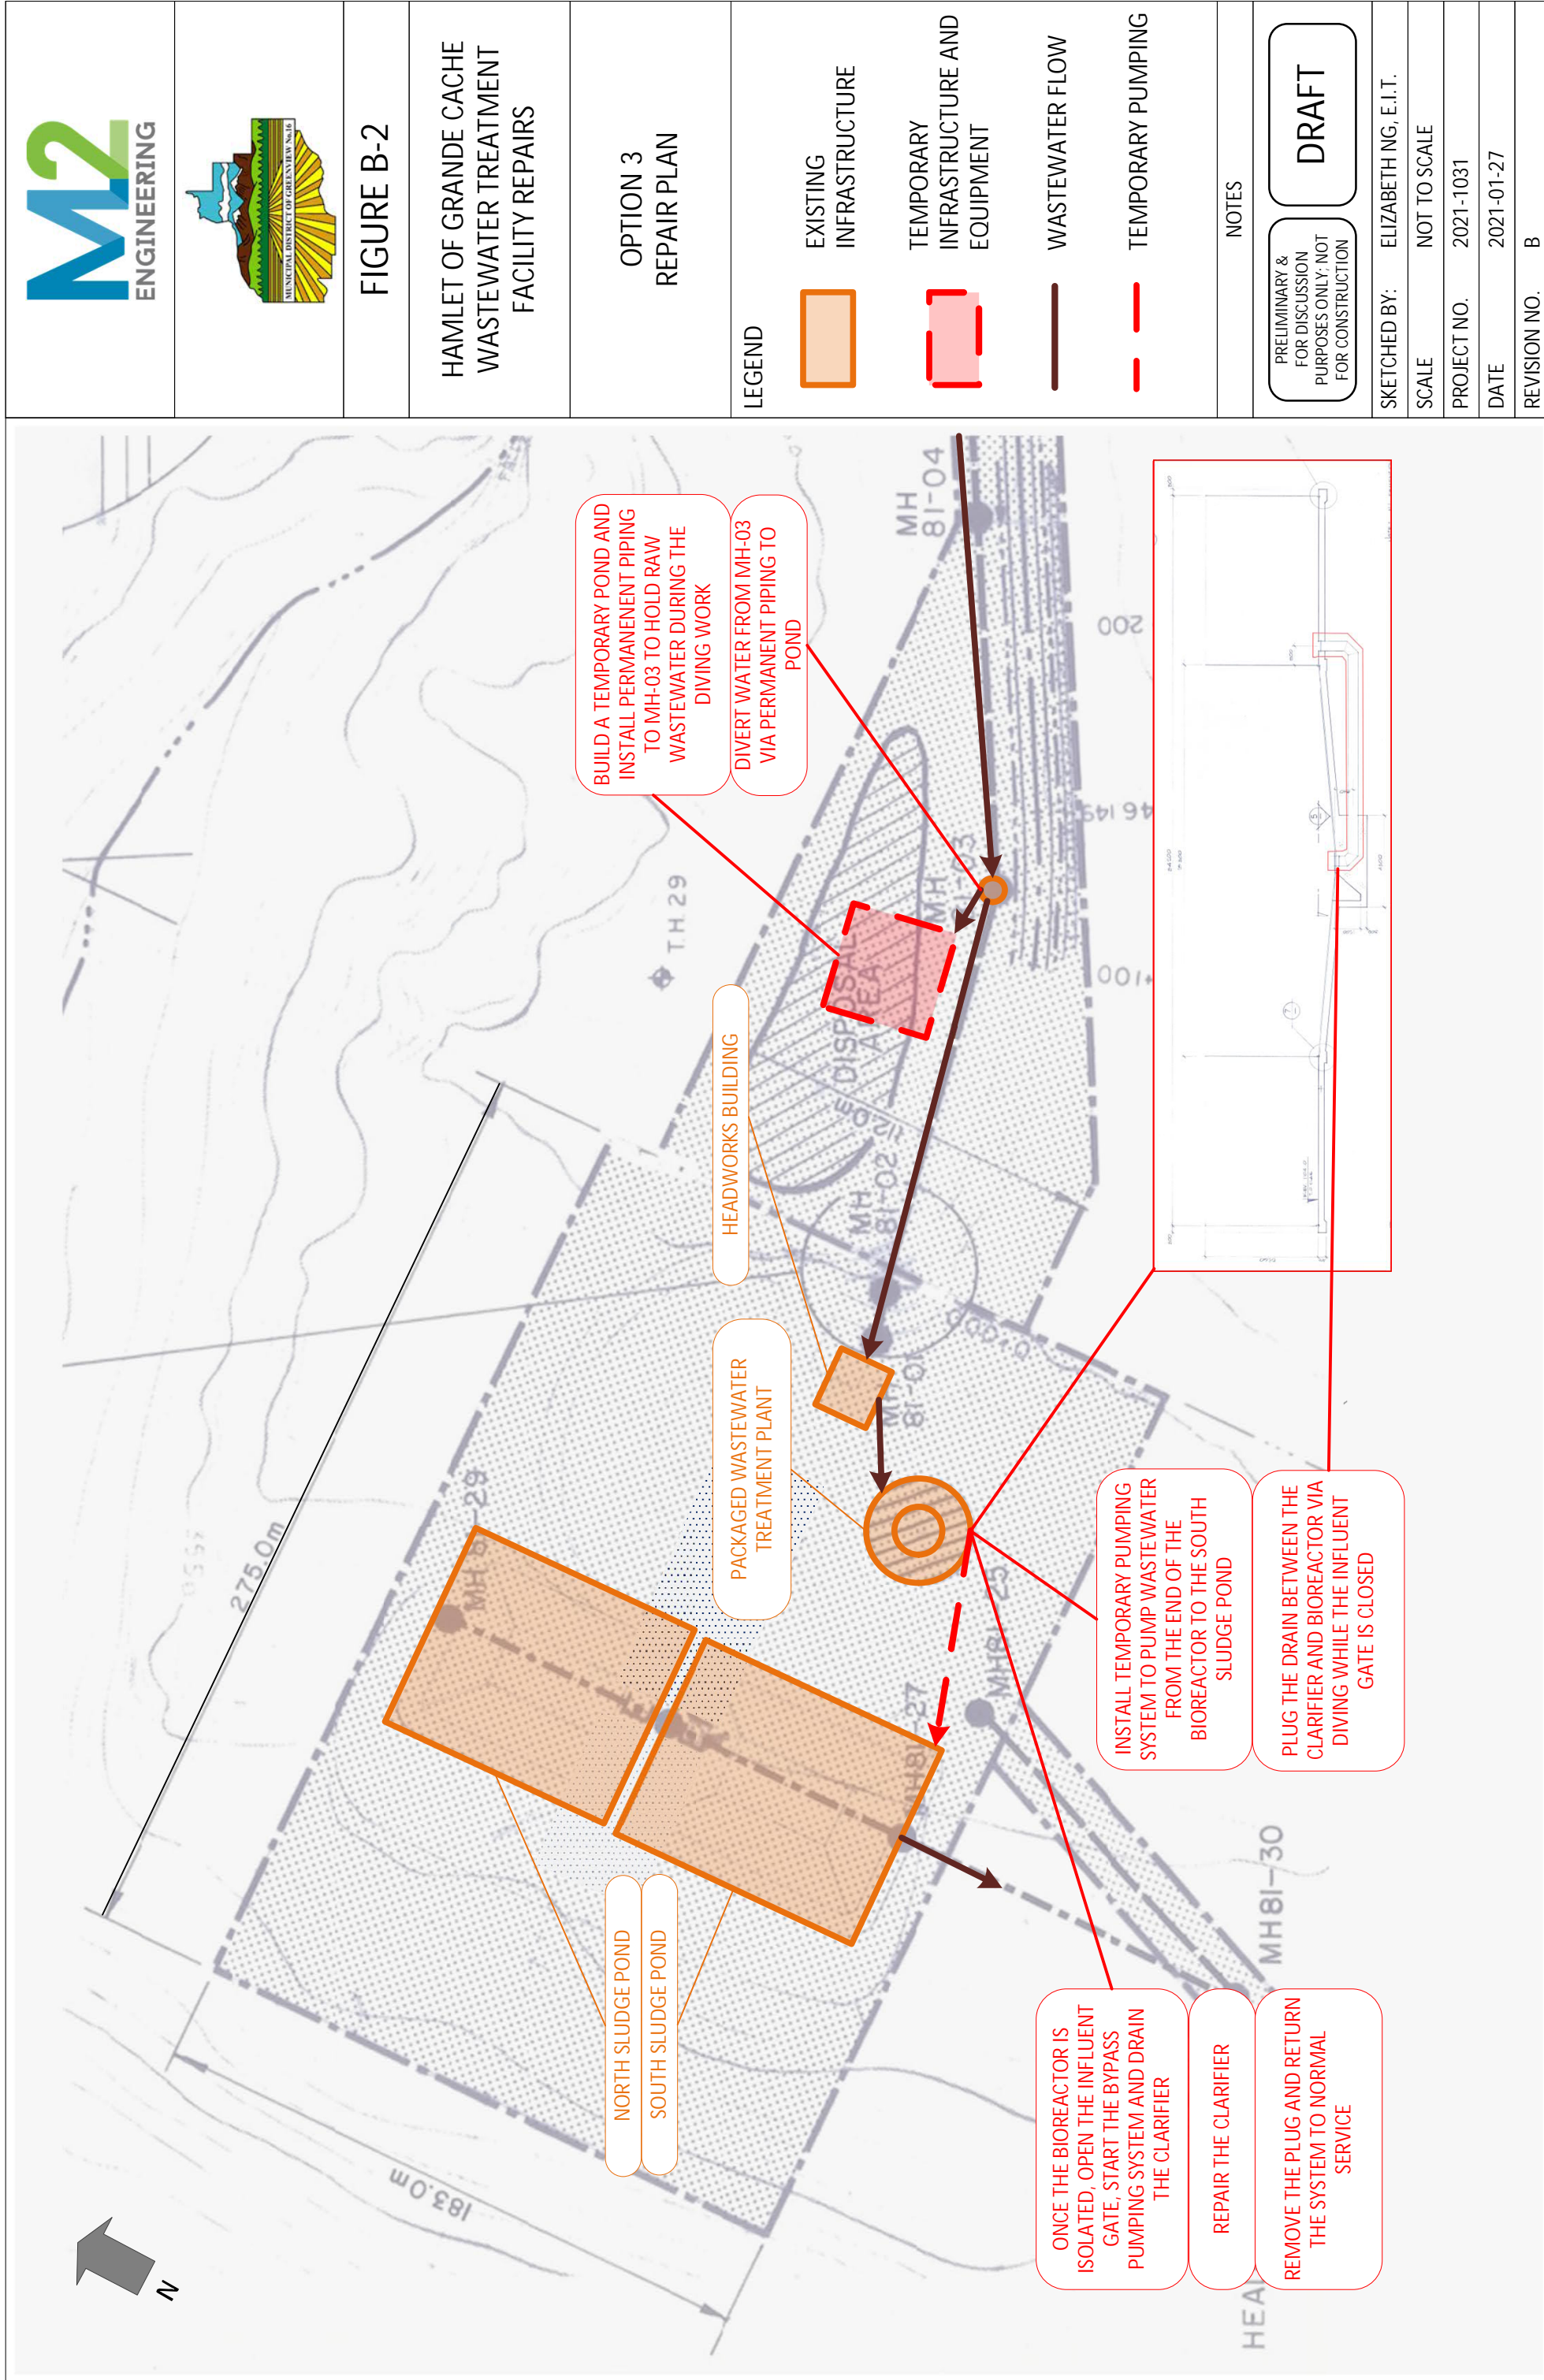 M2
ENGINEERING
MUNICIPAL DISTRICT OF GREENVIEW No.16
FIGURE B-2
HAMLET OF GRANDE CACHE
WASTEWATER TREATMENT
FACILITY REPAIRS
OPTION 3
REPAIR PLAN
LEGEND
EXISTING
INFRASTRUCTURE
TEMPORARY
INFRASTRUCTURE AND
EQUIPMENT
WASTEWATER FLOW
TEMPORARY PUMPING
NOTES
PRELIMINARY &
FOR DISCUSSION
PURPOSES ONLY; NOT
FOR CONSTRUCTION
DRAFT
SKETCHED BY: ELIZABETH NG, E.I.T.
SCALE NOT TO SCALE
PROJECT NO. 2021-1031
DATE 2021-01-27
REVISION NO. B
BUILD A TEMPORARY POND AND
INSTALL PERMANENENT PIPING
TO MH-03 TO HOLD RAW
WASTEWATER DURING THE
DIVING WORK
DIVERT WATER FROM MH-03
VIA PERMANENT PIPING TO
POND
HEADWORKS BUILDING
PACKAGED WASTEWATER
TREATMENT PLANT
NORTH SLUDGE POND
SOUTH SLUDGE POND
INSTALL TEMPORARY PUMPING
SYSTEM TO PUMP WASTEWATER
FROM THE END OF THE
BIOREACTOR TO THE SOUTH
SLUDGE POND
PLUG THE DRAIN BETWEEN THE
CLARIFIER AND BIOREACTOR VIA
DIVING WHILE THE INFLUENT
GATE IS CLOSED
ONCE THE BIOREACTOR IS
ISOLATED, OPEN THE INFLUENT
GATE, START THE BYPASS
PUMPING SYSTEM AND DRAIN
THE CLARIFIER
REPAIR THE CLARIFIER
REMOVE THE PLUG AND RETURN
THE SYSTEM TO NORMAL
SERVICE
N
275.0m
183.0m
112.0m
T.H 29
MH
81-04
200
MH
DISPOSAL
AREA
MH
81-02
81-01
MH81-30